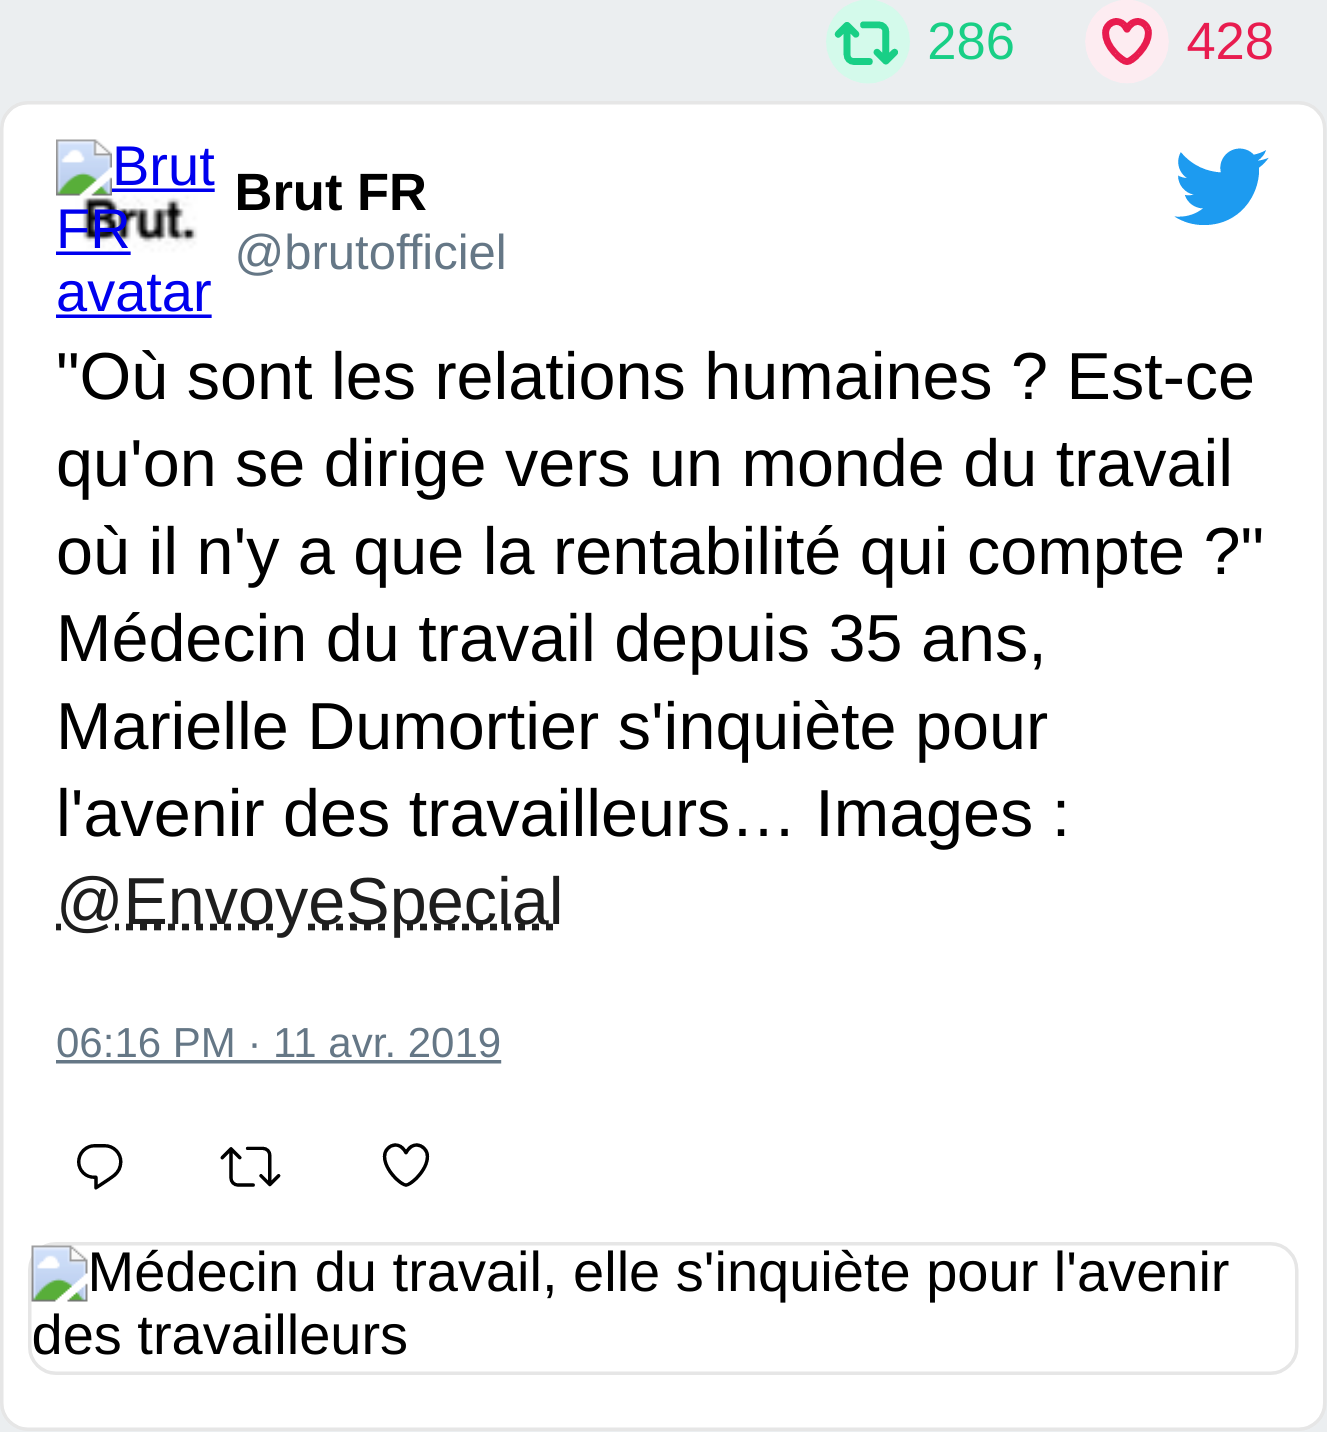 286 428
Brut
FR
avatar
Brut.
Brut FR
@brutofficiel
"Où sont les relations humaines ? Est-ce
qu'on se dirige vers un monde du travail
où il n'y a que la rentabilité qui compte ?"
Médecin du travail depuis 35 ans,
Marielle Dumortier s'inquiète pour
l'avenir des travailleurs… Images :
@EnvoyeSpecial
06:16 PM · 11 avr. 2019
Médecin du travail, elle s'inquiète pour l'avenir
des travailleurs